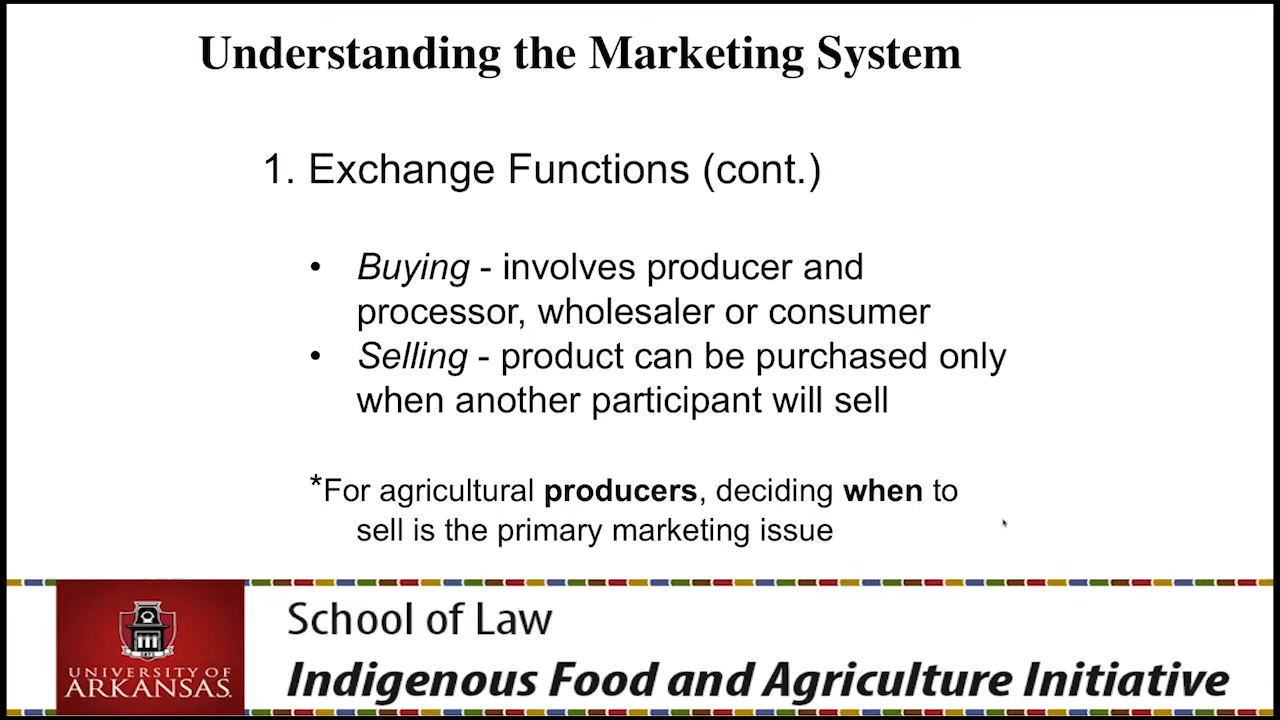 Understanding the Marketing System
1. Exchange Functions (cont.)
• Buying - involves producer and
processor, wholesaler or consumer
• Selling - product can be purchased only
when another participant will sell
*For agricultural producers, deciding when to
sell is the primary marketing issue
School of Law
UNIVERSITY OF
ARKANSAS.
Indigenous Food and Agriculture Initiative